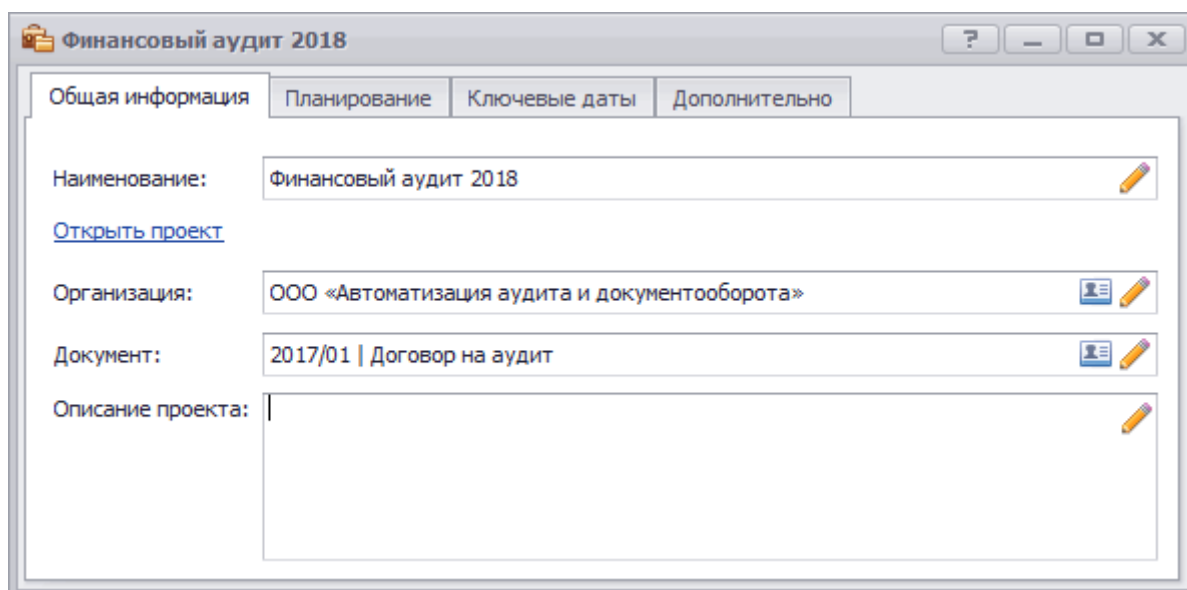 Финансовый аудит 2018
Общая информация Планирование Ключевые даты Дополнительно
Наименование: Финансовый аудит 2018
Открыть проект
Организация: ООО «Автоматизация аудита и документооборота»
Документ: 2017/01 | Договор на аудит
Описание проекта: